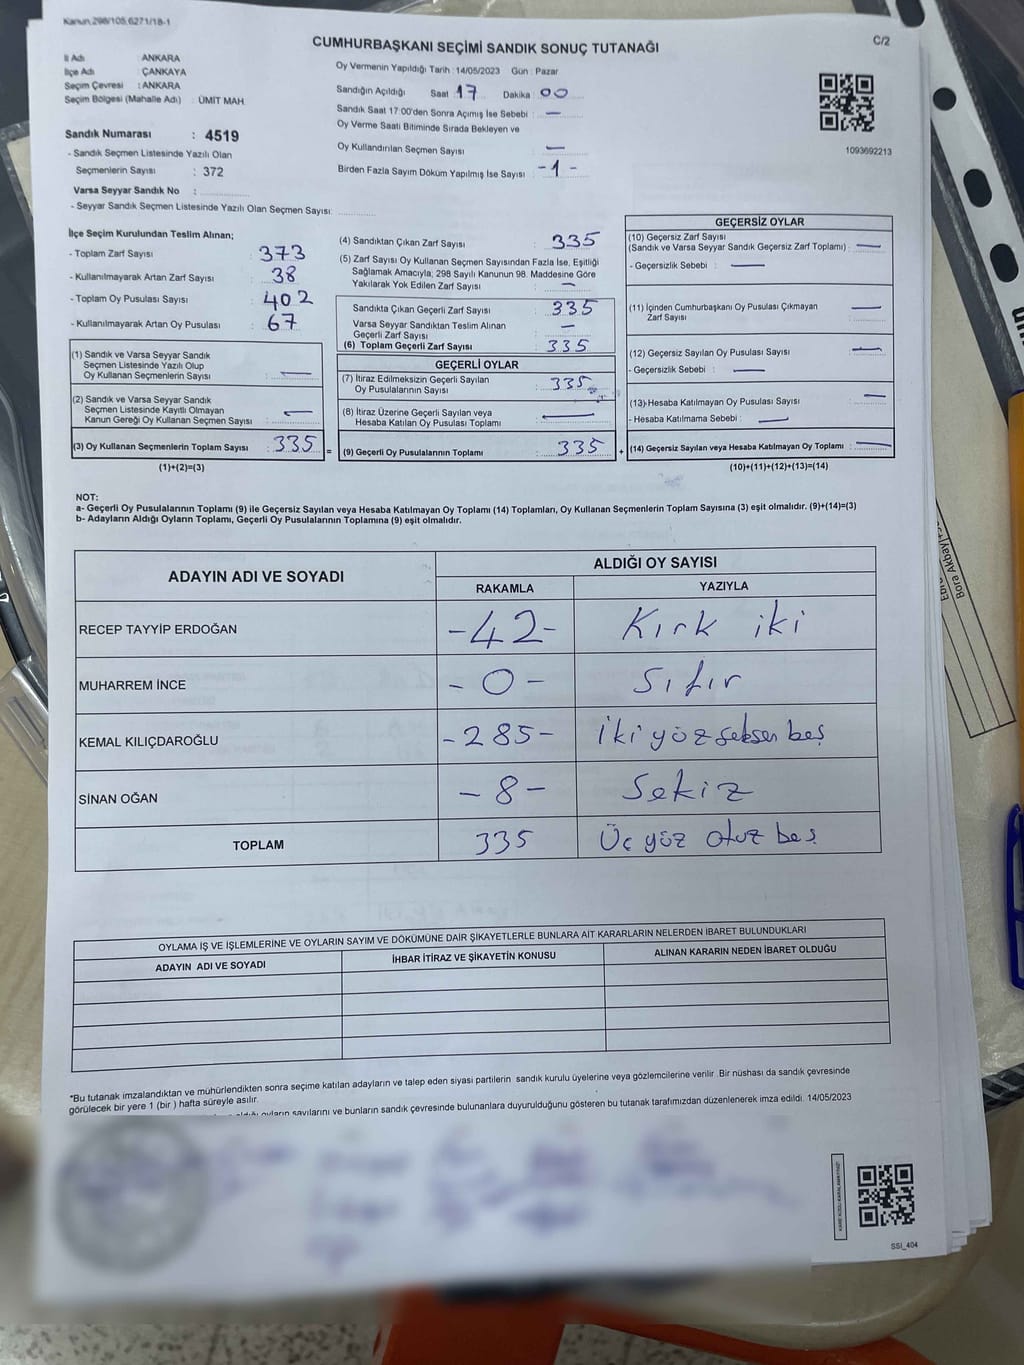 Kanun,298/105,6271/18-1
C/2
CUMHURBAŞKANI SEÇİMİ SANDIK SONUÇ TUTANAĞI
İl Adı : ANKARA
İlçe Adı : ÇANKAYA
Seçim Çevresi : ANKARA
Seçim Bölgesi (Mahalle Adı) : ÜMİT MAH.
Sandık Numarası : 4519
- Sandık Seçmen Listesinde Yazılı Olan
Seçmenlerin Sayısı : 372
Varsa Seyyar Sandık No :
- Seyyar Sandık Seçmen Listesinde Yazılı Olan Seçmen Sayısı:
Oy Vermenin Yapıldığı Tarih : 14/05/2023 Gün : Pazar
Sandığın Açıldığı Saat 17 Dakika 00
Sandık Saat 17:00'den Sonra Açılmış İse Sebebi : —
Oy Verme Saati Bitiminde Sırada Bekleyen ve
Oy Kullandırılan Seçmen Sayısı —
Birden Fazla Sayım Döküm Yapılmış İse Sayısı -1-
1093692213
İlçe Seçim Kurulundan Teslim Alınan;
- Toplam Zarf Sayısı : 373
- Kullanılmayarak Artan Zarf Sayısı : 38
- Toplam Oy Pusulası Sayısı : 402
- Kullanılmayarak Artan Oy Pusulası : 67
(1) Sandık ve Varsa Seyyar Sandık
Seçmen Listesinde Yazılı Olup
Oy Kullanan Seçmenlerin Sayısı : —
(2) Sandık ve Varsa Seyyar Sandık
Seçmen Listesinde Kayıtlı Olmayan
Kanun Gereği Oy Kullanan Seçmen Sayısı : —
(3) Oy Kullanan Seçmenlerin Toplam Sayısı : 335
(1)+(2)=(3)
(4) Sandıktan Çıkan Zarf Sayısı : 335
(5) Zarf Sayısı Oy Kullanan Seçmen Sayısından Fazla İse, Eşitliği
Sağlamak Amacıyla; 298 Sayılı Kanunun 98. Maddesine Göre
Yakılarak Yok Edilen Zarf Sayısı : —
Sandıkta Çıkan Geçerli Zarf Sayısı : 335
Varsa Seyyar Sandıktan Teslim Alınan
Geçerli Zarf Sayısı : —
(6) Toplam Geçerli Zarf Sayısı : 335
GEÇERLİ OYLAR
(7) İtiraz Edilmeksizin Geçerli Sayılan
Oy Pusulalarının Sayısı : 335
(8) İtiraz Üzerine Geçerli Sayılan veya
Hesaba Katılan Oy Pusulası Toplamı : —
= (9) Geçerli Oy Pusulalarının Toplamı : 335 +
GEÇERSİZ OYLAR
(10) Geçersiz Zarf Sayısı
(Sandık ve Varsa Seyyar Sandık Geçersiz Zarf Toplamı) : —
- Geçersizlik Sebebi : —
(11) İçinden Cumhurbaşkanı Oy Pusulası Çıkmayan
Zarf Sayısı : —
(12) Geçersiz Sayılan Oy Pusulası Sayısı : —
- Geçersizlik Sebebi : —
(13) Hesaba Katılmayan Oy Pusulası Sayısı : —
- Hesaba Katılmama Sebebi : —
(14) Geçersiz Sayılan veya Hesaba Katılmayan Oy Toplamı : —
(10)+(11)+(12)+(13)=(14)
NOT:
a- Geçerli Oy Pusulalarının Toplamı (9) ile Geçersiz Sayılan veya Hesaba Katılmayan Oy Toplamı (14) Toplamları, Oy Kullanan Seçmenlerin Toplam Sayısına (3) eşit olmalıdır. (9)+(14)=(3)
b- Adayların Aldığı Oyların Toplamı, Geçerli Oy Pusulalarının Toplamına (9) eşit olmalıdır.
ADAYIN ADI VE SOYADI
ALDIĞI OY SAYISI
RAKAMLA YAZIYLA
RECEP TAYYİP ERDOĞAN -42- Kırk iki
MUHARREM İNCE -0- Sıfır
KEMAL KILIÇDAROĞLU -285- İki yüz seksen beş
SİNAN OĞAN -8- Sekiz
TOPLAM 335 Üç yüz otuz beş
OYLAMA İŞ VE İŞLEMLERİNE VE OYLARIN SAYIM VE DÖKÜMÜNE DAİR ŞİKAYETLERLE BUNLARA AİT KARARLARIN NELERDEN İBARET BULUNDUKLARI
ADAYIN ADI VE SOYADI İHBAR İTİRAZ VE ŞİKAYETİN KONUSU ALINAN KARARIN NEDEN İBARET OLDUĞU
*Bu tutanak imzalandıktan ve mühürlendikten sonra seçime katılan adayların ve talep eden siyasi partilerin sandık kurulu üyelerine veya gözlemcilerine verilir .Bir nüshası da sandık çevresinde
görülecek bir yere 1 (bir ) hafta süreyle asılır.
oyların sayılarını ve bunların sandık çevresinde bulunanlara duyurulduğunu gösteren bu tutanak tarafımızdan düzenlenerek imza edildi. 14/05/2023
SSI_404
Bora Akbay